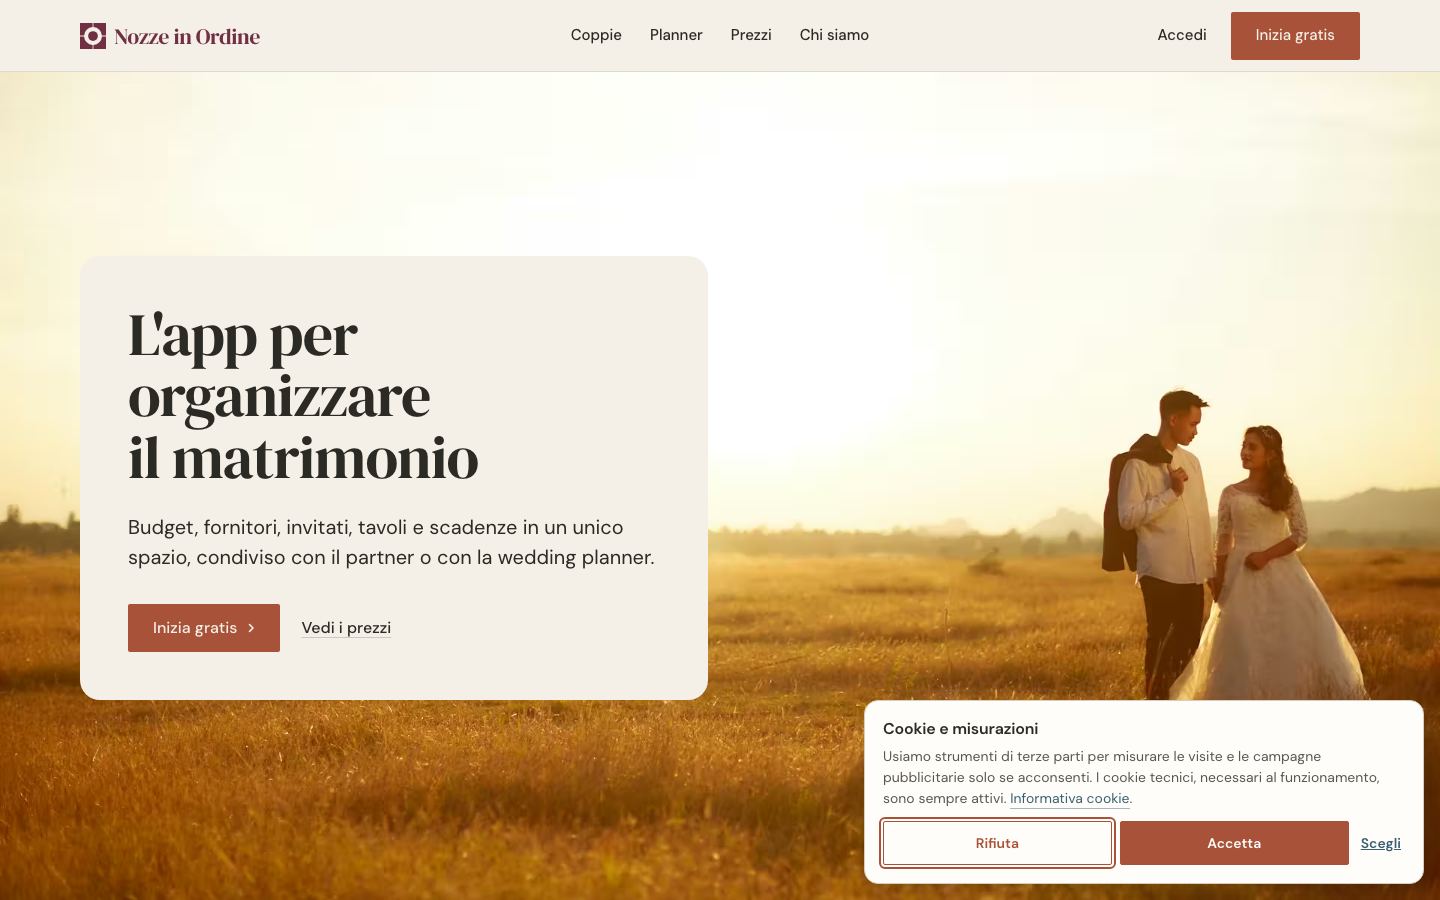 Nozze in Ordine
Coppie
Planner
Prezzi
Chi siamo
Accedi
Inizia gratis
L'app per
organizzare
il matrimonio
Budget, fornitori, invitati, tavoli e scadenze in un unico
spazio, condiviso con il partner o con la wedding planner.
Inizia gratis
Vedi i prezzi
Cookie e misurazioni
Usiamo strumenti di terze parti per misurare le visite e le campagne
pubblicitarie solo se acconsenti. I cookie tecnici, necessari al funzionamento,
sono sempre attivi. Informativa cookie.
Rifiuta
Accetta
Scegli